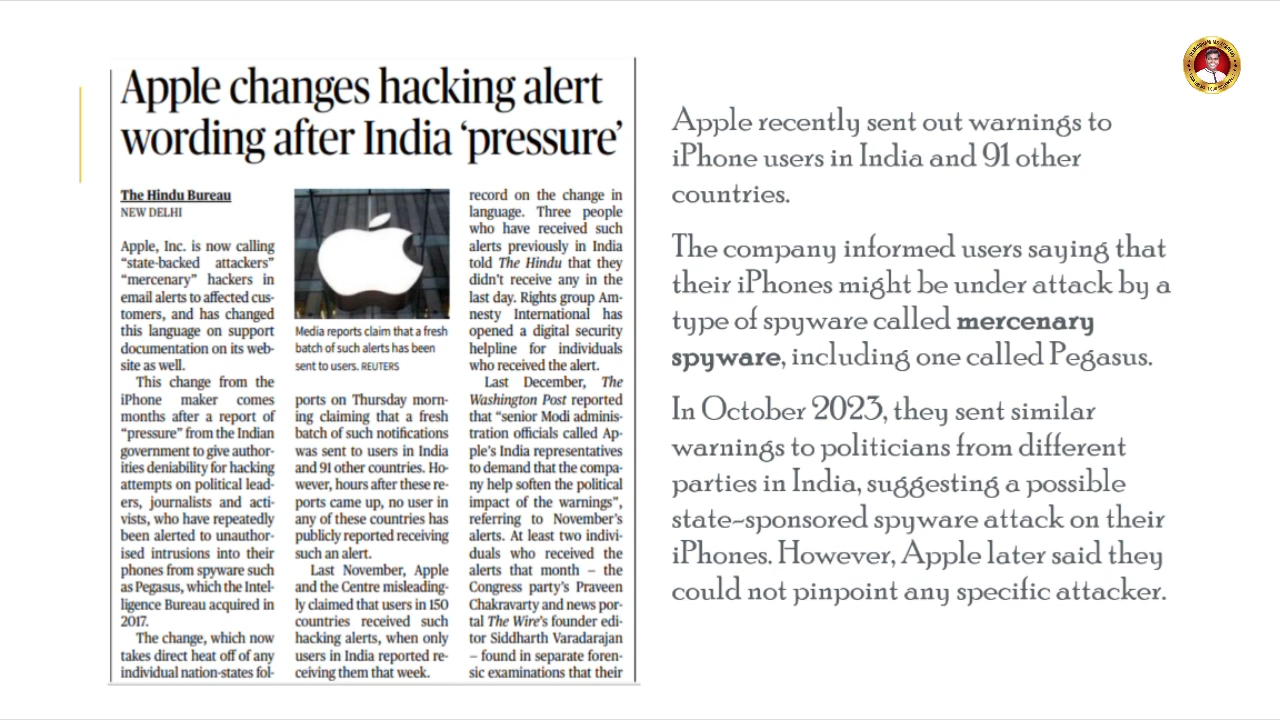 Apple changes hacking alert
wording after India ‘pressure’
The Hindu Bureau
NEW DELHI
Apple, Inc. is now calling
“state-backed attackers”
“mercenary” hackers in
email alerts to affected cus-
tomers, and has changed
this language on support
documentation on its web-
site as well.
This change from the
iPhone maker comes
months after a report of
“pressure” from the Indian
government to give author-
ities deniability for hacking
attempts on political lead-
ers, journalists and acti-
vists, who have repeatedly
been alerted to unauthor-
ised intrusions into their
phones from spyware such
as Pegasus, which the Intel-
ligence Bureau acquired in
2017.
The change, which now
takes direct heat off of any
individual nation-states fol-
Media reports claim that a fresh
batch of such alerts has been
sent to users. REUTERS
ports on Thursday morn-
ing claiming that a fresh
batch of such notifications
was sent to users in India
and 91 other countries. Ho-
wever, hours after these re-
ports came up, no user in
any of these countries has
publicly reported receiving
such an alert.
Last November, Apple
and the Centre misleading-
ly claimed that users in 150
countries received such
hacking alerts, when only
users in India reported re-
ceiving them that week.
record on the change in
language. Three people
who have received such
alerts previously in India
told The Hindu that they
didn’t receive any in the
last day. Rights group Am-
nesty International has
opened a digital security
helpline for individuals
who received the alert.
Last December, The
Washington Post reported
that “senior Modi adminis-
tration officials called Ap-
ple’s India representatives
to demand that the compa-
ny help soften the political
impact of the warnings”,
referring to November’s
alerts. At least two indivi-
duals who received the
alerts that month – the
Congress party’s Praveen
Chakravarty and news por-
tal The Wire’s founder edi-
tor Siddharth Varadarajan
– found in separate foren-
sic examinations that their
Apple recently sent out warnings to
iPhone users in India and 91 other
countries.
The company informed users saying that
their iPhones might be under attack by a
type of spyware called mercenary
spyware, including one called Pegasus.
In October 2023, they sent similar
warnings to politicians from different
parties in India, suggesting a possible
state-sponsored spyware attack on their
iPhones. However, Apple later said they
could not pinpoint any specific attacker.